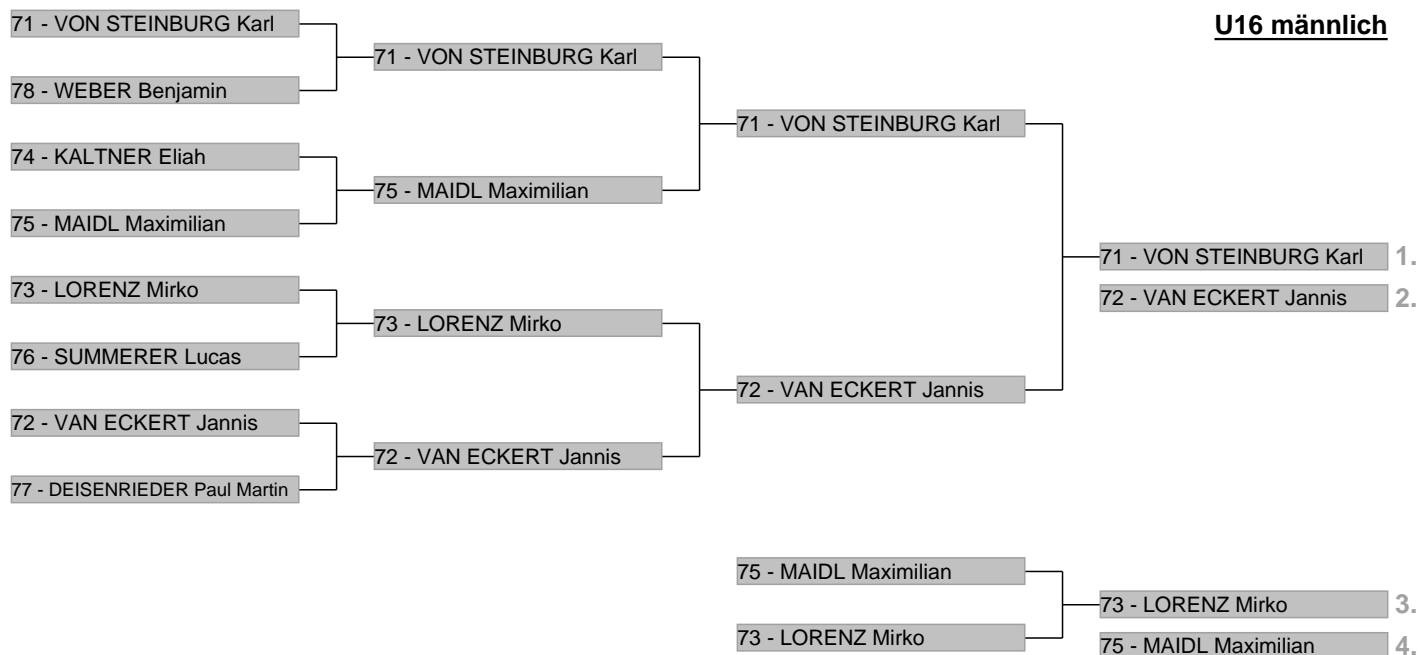 U16 männlich
71 - VON STEINBURG Karl
78 - WEBER Benjamin
74 - KALTNER Eliah
75 - MAIDL Maximilian
73 - LORENZ Mirko
76 - SUMMERER Lucas
72 - VAN ECKERT Jannis
77 - DEISENRIEDER Paul Martin
71 - VON STEINBURG Karl
75 - MAIDL Maximilian
73 - LORENZ Mirko
72 - VAN ECKERT Jannis
71 - VON STEINBURG Karl
72 - VAN ECKERT Jannis
71 - VON STEINBURG Karl 1.
72 - VAN ECKERT Jannis 2.
75 - MAIDL Maximilian
73 - LORENZ Mirko
73 - LORENZ Mirko 3.
75 - MAIDL Maximilian 4.